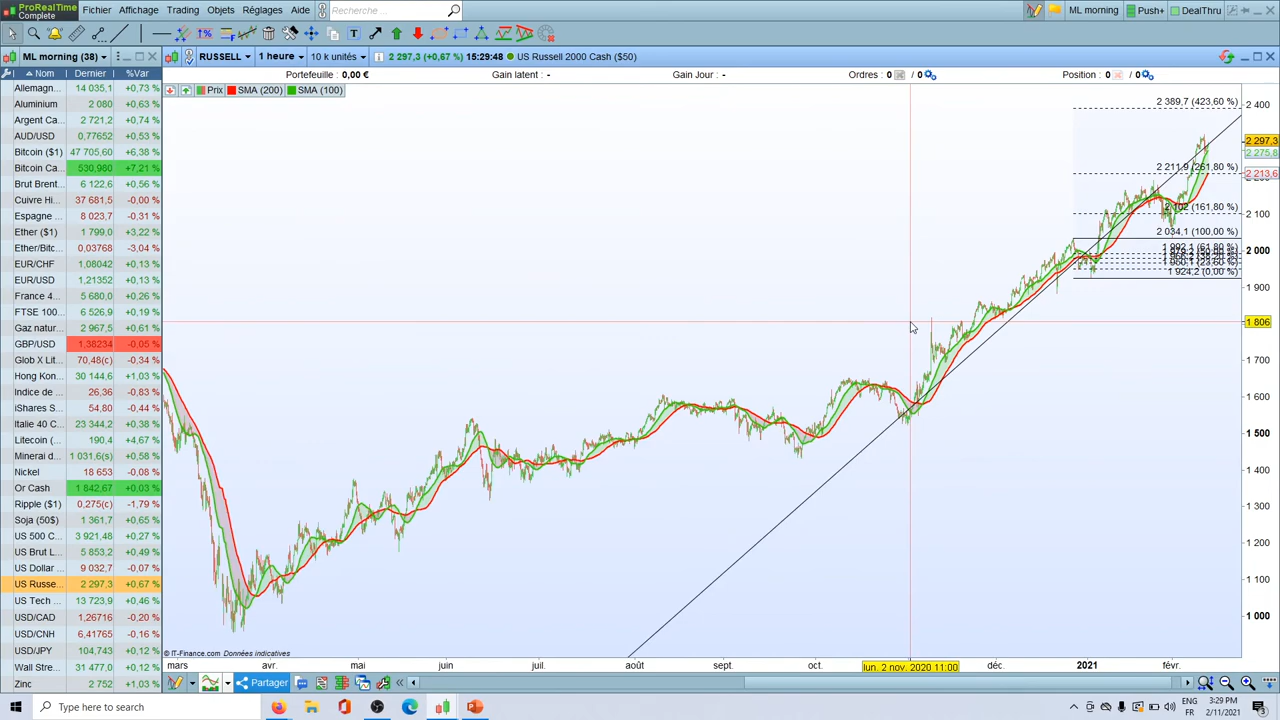 ProRealTime
Complete
Fichier Affichage Trading Objets Réglages Aide Recherche ... ML morning Push+ DealThru
ML morning (38) RUSSELL 1 heure 10 k unités 2 297,3 (+0,67 %) 15:29:48 US Russell 2000 Cash ($50)
Nom Dernier %Var
Portefeuille : 0,00 € Gain latent : - Gain Jour : - Ordres : 0 / 0 Position : 0 / 0
Prix SMA (200) SMA (100)
Allemagn... 14 035,1 +0,73 %
Aluminium 2 080 +0,63 %
Argent Ca... 2 721,2 +0,74 %
AUD/USD 0,77652 +0,53 %
Bitcoin ($1) 47 705,60 +6,38 %
Bitcoin Ca... 530,980 +7,21 %
Brut Brent... 6 122,6 +0,56 %
Cuivre Hi... 37 681,5 -0,00 %
Espagne ... 8 023,7 -0,31 %
Ether ($1) 1 799,0 +3,22 %
Ether/Bitc... 0,03768 -3,04 %
EUR/CHF 1,08042 +0,13 %
EUR/USD 1,21352 +0,13 %
France 4... 5 680,0 +0,26 %
FTSE 100... 6 526,9 +0,19 %
Gaz natur... 2 967,5 +0,61 %
GBP/USD 1,38234 -0,05 %
Glob X Lit... 70,48(c) -0,34 %
Hong Kon... 30 144,6 +1,03 %
Indice de ... 26,36 -0,83 %
iShares S... 54,80 -0,44 %
Italie 40 C... 23 344,2 +0,38 %
Litecoin (... 190,4 +4,67 %
Minerai d... 1 031,6(s) +0,58 %
Nickel 18 653 -0,08 %
Or Cash 1 842,67 +0,03 %
Ripple ($1) 0,275(c) -1,79 %
Soja (50$) 1 361,7 +0,65 %
US 500 C... 3 921,48 +0,27 %
US Brut L... 5 853,2 +0,49 %
US Dollar ... 9 032,7 -0,07 %
US Russe... 2 297,3 +0,67 %
US Tech ... 13 723,9 +0,46 %
USD/CAD 1,26716 -0,20 %
USD/CNH 6,41765 -0,16 %
USD/JPY 104,743 +0,12 %
Wall Stre... 31 477,0 +0,12 %
Zinc 2 752 +1,03 %
2 389,7 (423,60 %)
2 211,9 (261,80 %)
2 102 (161,80 %)
2 034,1 (100,00 %)
1 992,1 (61,80 %)
1 924,2 (0,00 %)
2 400
2 297,3
2 275,8
2 213,6
2 100
2 000
1 900
1 806
1 700
1 600
1 500
1 400
1 300
1 200
1 100
1 000
© IT-Finance.com Données indicatives
mars avr. mai juin juil. août sept. oct. lun. 2 nov. 2020 11:00 déc. 2021 févr.
Partager
Type here to search
ENG 3:29 PM
FR 2/11/2021
3